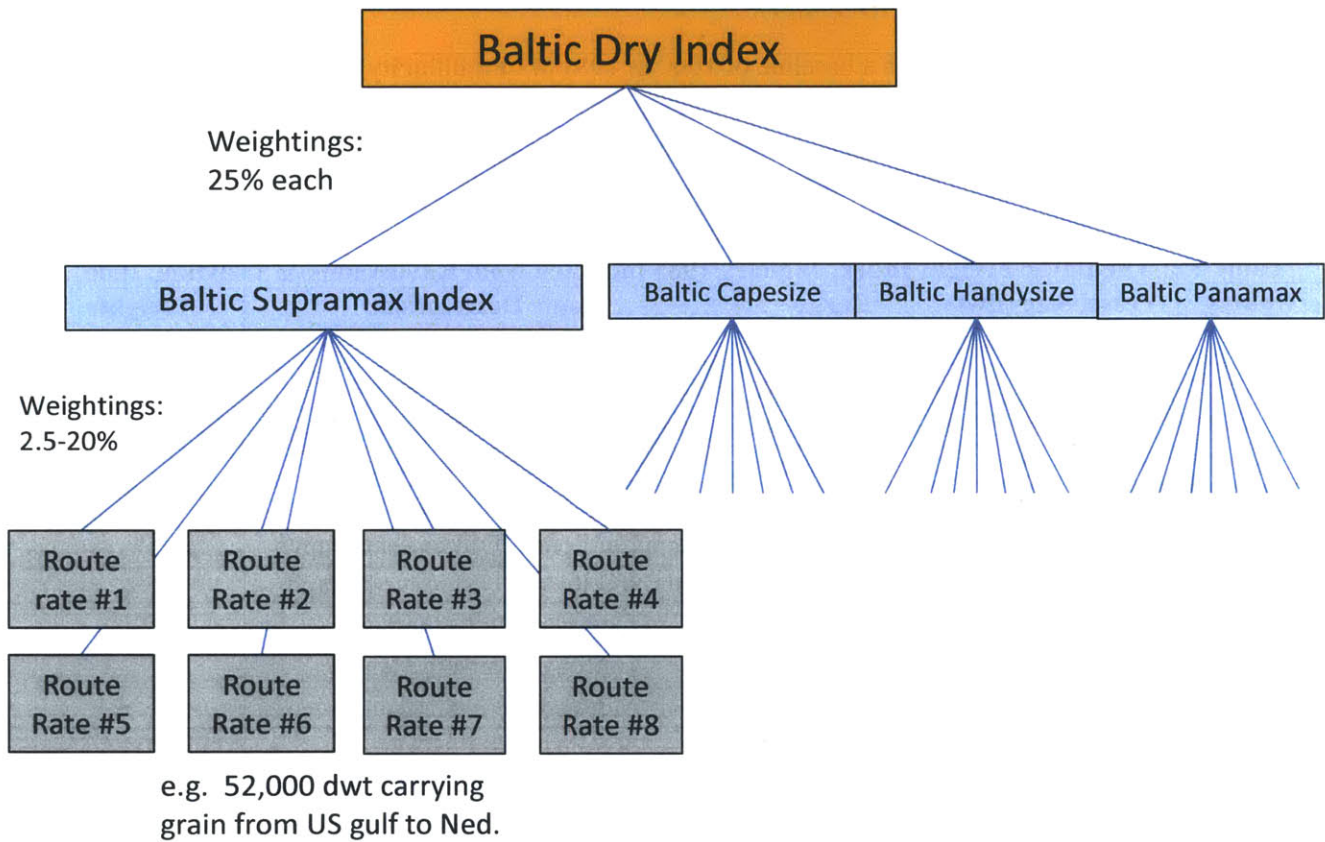 Baltic Dry Index
Weightings:
25% each
Baltic Supramax Index
Baltic Capesize
Baltic Handysize
Baltic Panamax
Weightings:
2.5-20%
Route
rate #1
Route
Rate #2
Route
Rate #3
Route
Rate #4
Route
Rate #5
Route
Rate #6
Route
Rate #7
Route
Rate #8
e.g. 52,000 dwt carrying
grain from US gulf to Ned.